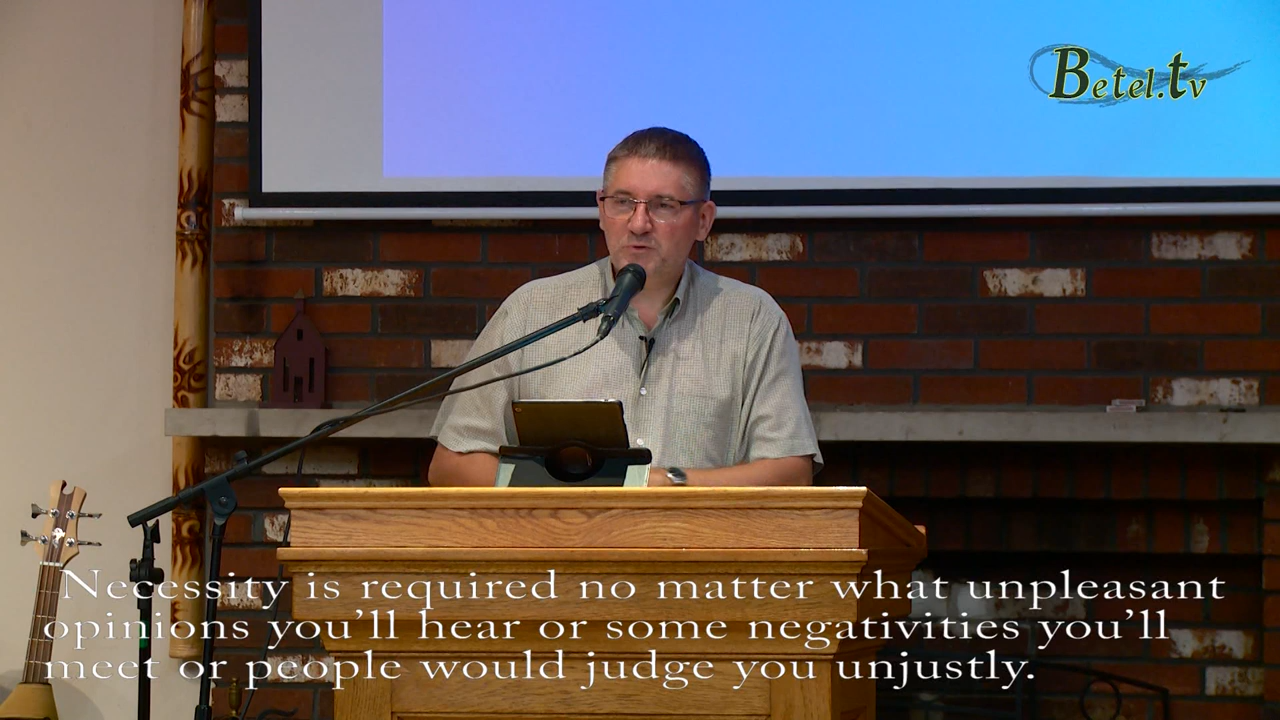 Betel.tv
Necessity is required no matter what unpleasant
opinions you'll hear or some negativities you'll
meet or people would judge you unjustly.